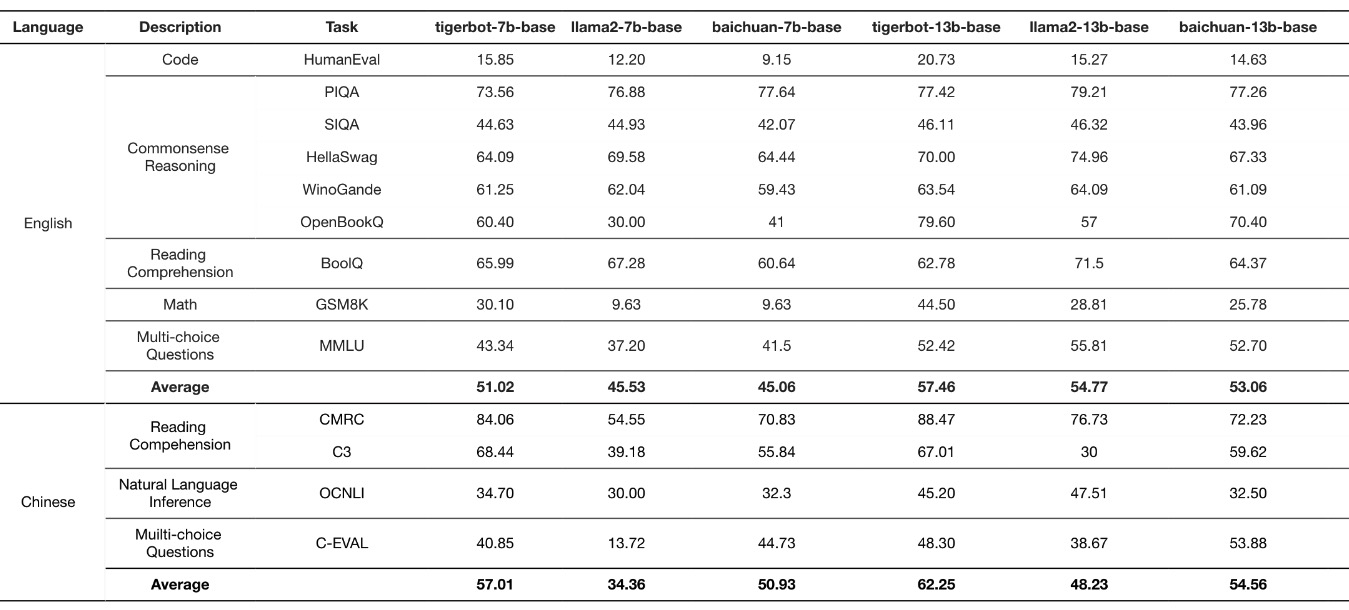 Language Description Task tigerbot-7b-base llama2-7b-base baichuan-7b-base tigerbot-13b-base llama2-13b-base baichuan-13b-base
English
Code HumanEval 15.85 12.20 9.15 20.73 15.27 14.63
Commonsense
Reasoning
PIQA 73.56 76.88 77.64 77.42 79.21 77.26
SIQA 44.63 44.93 42.07 46.11 46.32 43.96
HellaSwag 64.09 69.58 64.44 70.00 74.96 67.33
WinoGande 61.25 62.04 59.43 63.54 64.09 61.09
OpenBookQ 60.40 30.00 41 79.60 57 70.40
Reading
Comprehension
BoolQ 65.99 67.28 60.64 62.78 71.5 64.37
Math GSM8K 30.10 9.63 9.63 44.50 28.81 25.78
Multi-choice
Questions
MMLU 43.34 37.20 41.5 52.42 55.81 52.70
Average 51.02 45.53 45.06 57.46 54.77 53.06
Chinese
Reading
Compehension
CMRC 84.06 54.55 70.83 88.47 76.73 72.23
C3 68.44 39.18 55.84 67.01 30 59.62
Natural Language
Inference
OCNLI 34.70 30.00 32.3 45.20 47.51 32.50
Muilti-choice
Questions
C-EVAL 40.85 13.72 44.73 48.30 38.67 53.88
Average 57.01 34.36 50.93 62.25 48.23 54.56